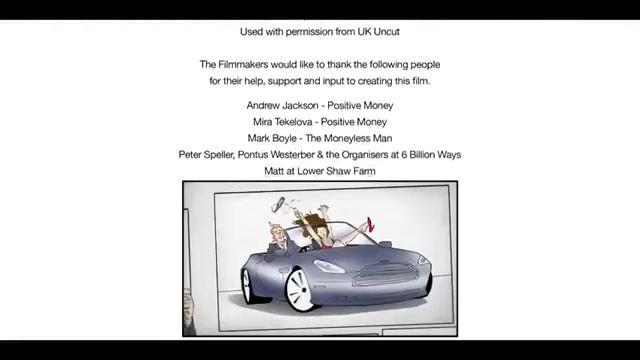 Used with permission from UK Uncut
The Filmmakers would like to thank the following people
for their help, support and input to creating this film.
Andrew Jackson - Positive Money
Mira Tekelova - Positive Money
Mark Boyle - The Moneyless Man
Peter Speller, Pontus Westerber & the Organisers at 6 Billion Ways
Matt at Lower Shaw Farm